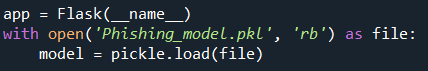 app = Flask(__name__)
with open('Phishing_model.pkl', 'rb') as file:
    model = pickle.load(file)